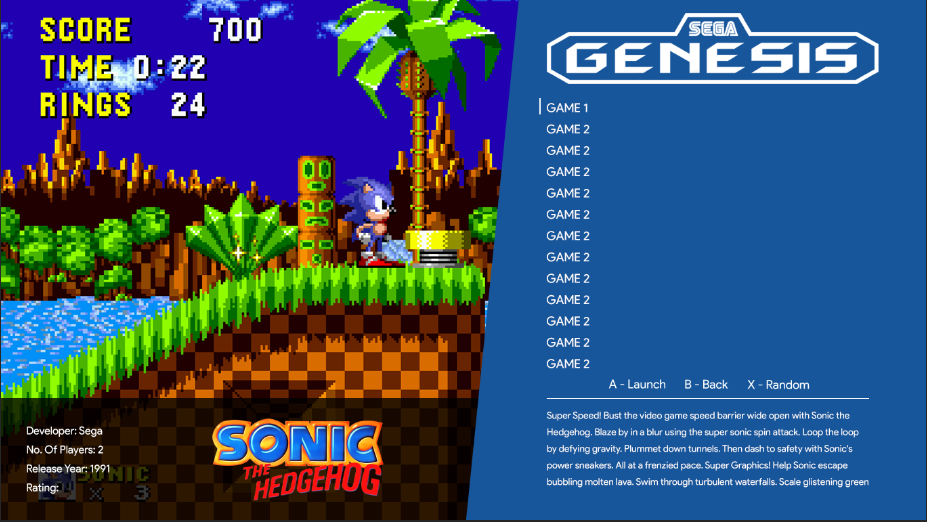 SCORE 700
TIME 0:22
RINGS 24
Developer: Sega
No. Of Players: 2
Release Year: 1991
Rating:
SONIC
X 3
SONIC
THE
HEDGEHOG
SEGA
GENESIS
GAME 1
GAME 2
GAME 2
GAME 2
GAME 2
GAME 2
GAME 2
GAME 2
GAME 2
GAME 2
GAME 2
GAME 2
GAME 2
A - Launch B - Back X - Random
Super Speed! Bust the video game speed barrier wide open with Sonic the
Hedgehog. Blaze by in a blur using the super sonic spin attack. Loop the loop
by defying gravity. Plummet down tunnels. Then dash to safety with Sonic's
power sneakers. All at a frenzied pace. Super Graphics! Help Sonic escape
bubbling molten lava. Swim through turbulent waterfalls. Scale glistening green